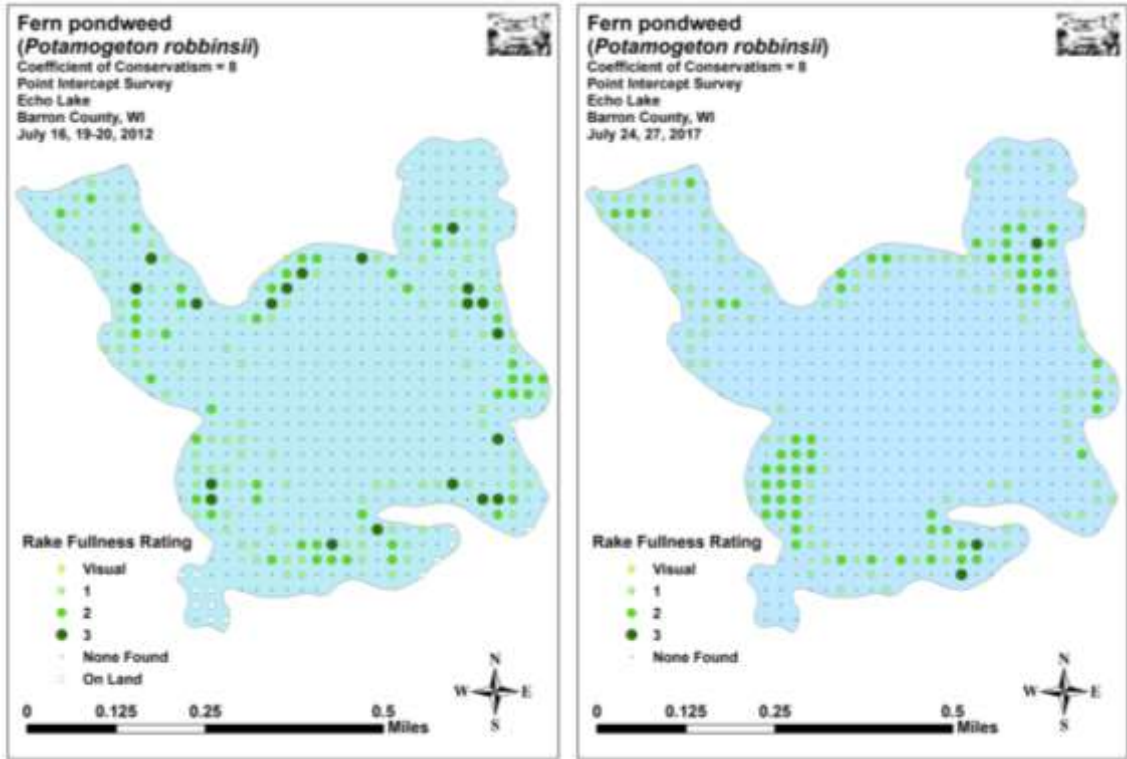 Fern pondweed
(Potamogeton robbinsii)
Coefficient of Conservatism = 8
Point Intercept Survey
Echo Lake
Barron County, WI
July 16, 19-20, 2012
Rake Fullness Rating
Visual
1
2
3
None Found
On Land
N
W E
S
0 0.125 0.25 0.5
Miles
Fern pondweed
(Potamogeton robbinsii)
Coefficient of Conservatism = 8
Point Intercept Survey
Echo Lake
Barron County, WI
July 24, 27, 2017
Rake Fullness Rating
Visual
1
2
3
None Found
N
W E
S
0 0.125 0.25 0.5
Miles